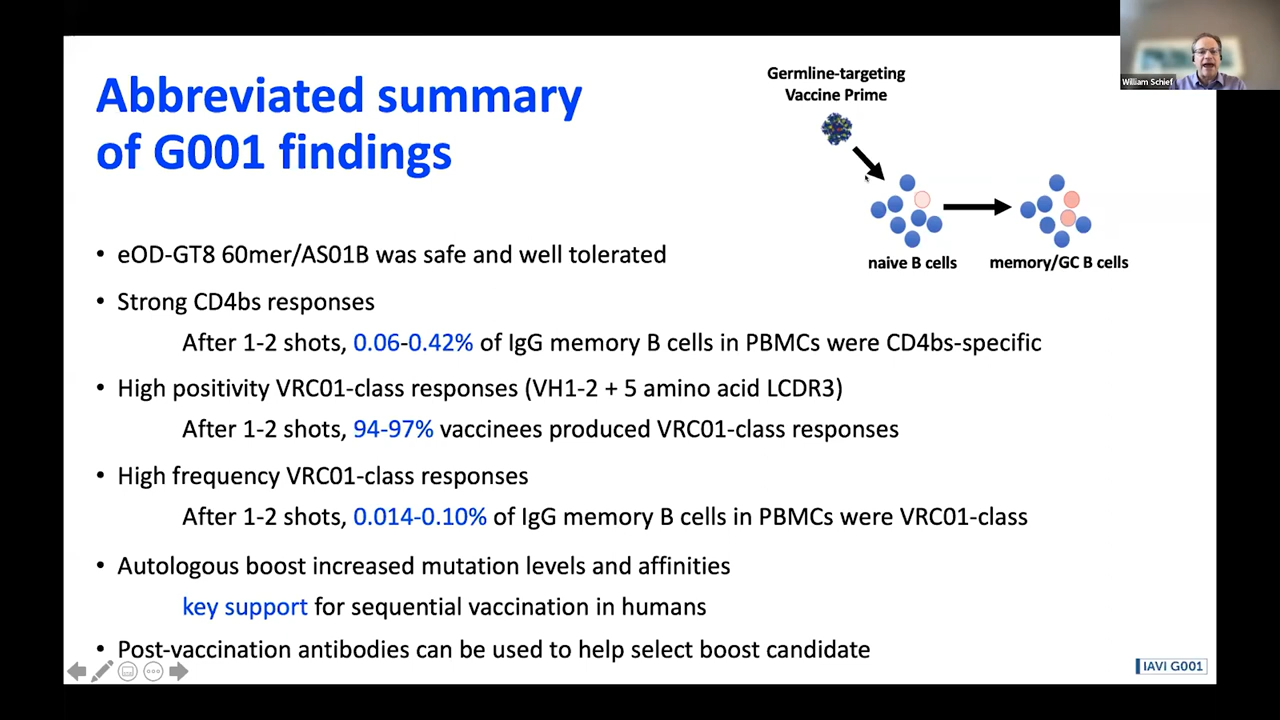 Abbreviated summary
of G001 findings
Germline-targeting
Vaccine Prime
naive B cells
memory/GC B cells
• eOD-GT8 60mer/AS01B was safe and well tolerated
• Strong CD4bs responses
After 1-2 shots, 0.06-0.42% of IgG memory B cells in PBMCs were CD4bs-specific
• High positivity VRC01-class responses (VH1-2 + 5 amino acid LCDR3)
After 1-2 shots, 94-97% vaccinees produced VRC01-class responses
• High frequency VRC01-class responses
After 1-2 shots, 0.014-0.10% of IgG memory B cells in PBMCs were VRC01-class
• Autologous boost increased mutation levels and affinities
key support for sequential vaccination in humans
• Post-vaccination antibodies can be used to help select boost candidate
IAVI G001
William Schief